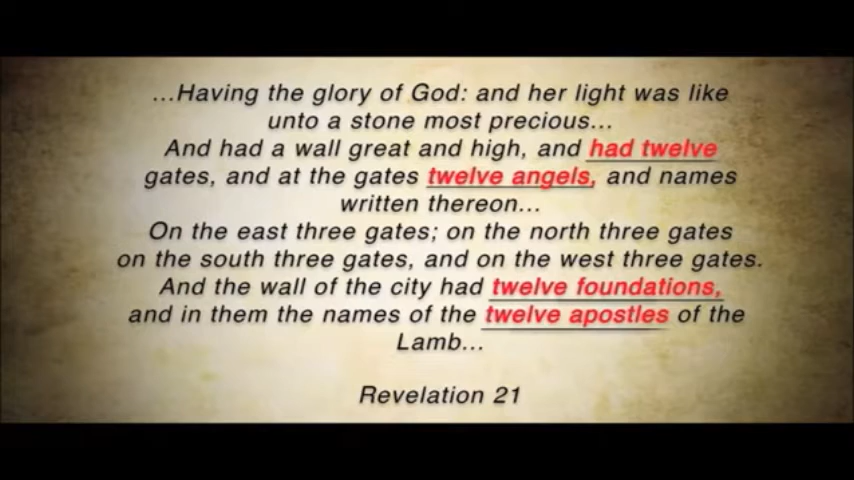 ...Having the glory of God: and her light was like
unto a stone most precious...
And had a wall great and high, and had twelve
gates, and at the gates twelve angels, and names
written thereon...
On the east three gates; on the north three gates
on the south three gates, and on the west three gates.
And the wall of the city had twelve foundations,
and in them the names of the twelve apostles of the
Lamb...
Revelation 21